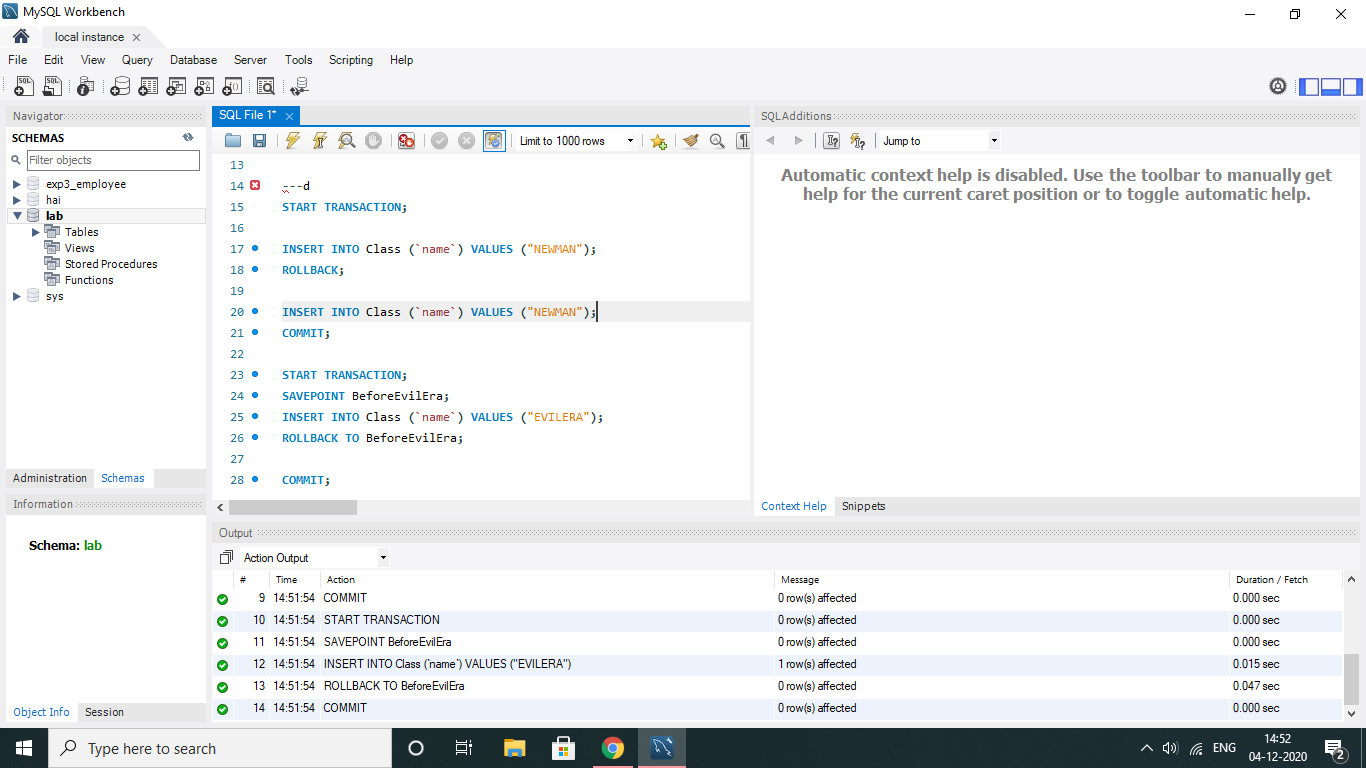 MySQL Workbench
local instance
File Edit View Query Database Server Tools Scripting Help
Navigator
SCHEMAS
Filter objects
exp3_employee
hai
lab
Tables
Views
Stored Procedures
Functions
sys
Administration Schemas
Information
Schema: lab
Object Info Session
SQL File 1*
Limit to 1000 rows
13
14 ---d
15 START TRANSACTION;
16
17 INSERT INTO Class (`name`) VALUES ("NEWMAN");
18 ROLLBACK;
19
20 INSERT INTO Class (`name`) VALUES ("NEWMAN");
21 COMMIT;
22
23 START TRANSACTION;
24 SAVEPOINT BeforeEvilEra;
25 INSERT INTO Class (`name`) VALUES ("EVILERA");
26 ROLLBACK TO BeforeEvilEra;
27
28 COMMIT;
SQLAdditions
Jump to
Automatic context help is disabled. Use the toolbar to manually get
help for the current caret position or to toggle automatic help.
Context Help Snippets
Output
Action Output
# Time Action Message Duration / Fetch
9 14:51:54 COMMIT 0 row(s) affected 0.000 sec
10 14:51:54 START TRANSACTION 0 row(s) affected 0.000 sec
11 14:51:54 SAVEPOINT BeforeEvilEra 0 row(s) affected 0.000 sec
12 14:51:54 INSERT INTO Class (`name`) VALUES ("EVILERA") 1 row(s) affected 0.015 sec
13 14:51:54 ROLLBACK TO BeforeEvilEra 0 row(s) affected 0.047 sec
14 14:51:54 COMMIT 0 row(s) affected 0.000 sec
Type here to search
ENG
14:52
04-12-2020
2